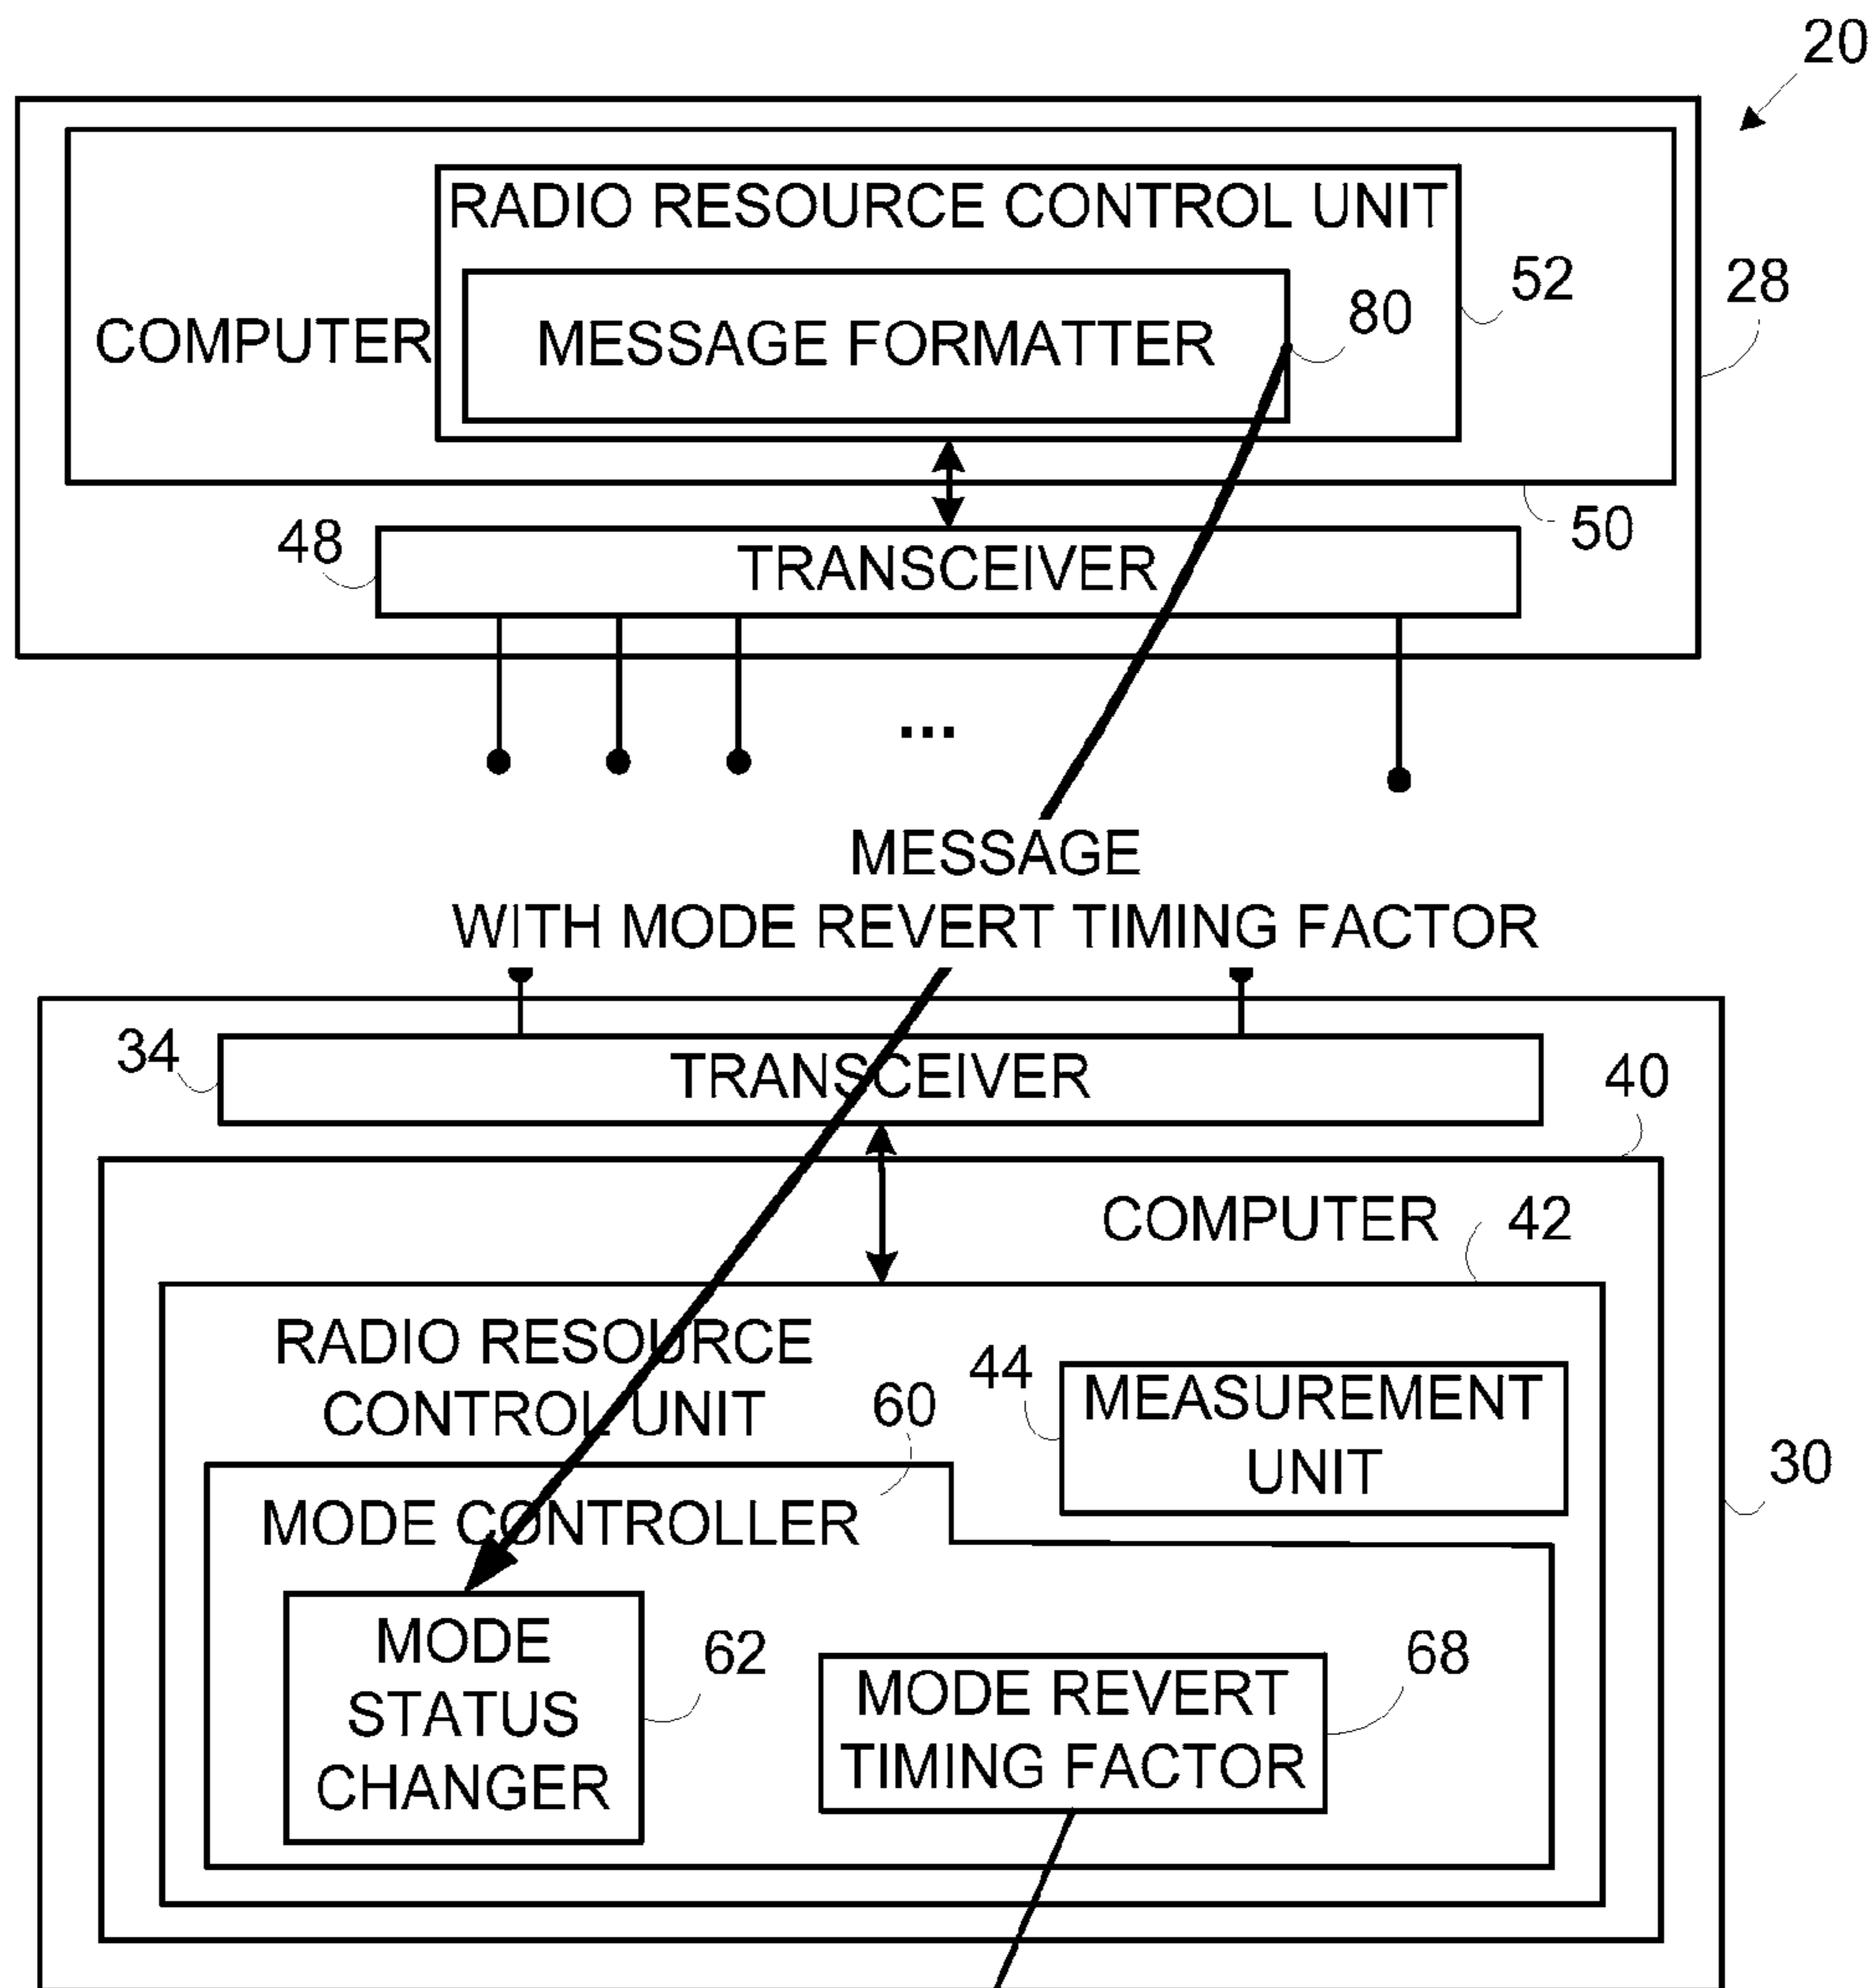 20
RADIO RESOURCE CONTROL UNIT
52
28
80
COMPUTER
MESSAGE FORMATTER
48
50
TRANSCEIVER
...
MESSAGE
WITH MODE REVERT TIMING FACTOR
34
TRANSCEIVER
40
COMPUTER
42
RADIO RESOURCE
CONTROL UNIT
44
60
MEASUREMENT
UNIT
30
MODE CONTROLLER
MODE
STATUS
CHANGER
62
MODE REVERT
TIMING FACTOR
68